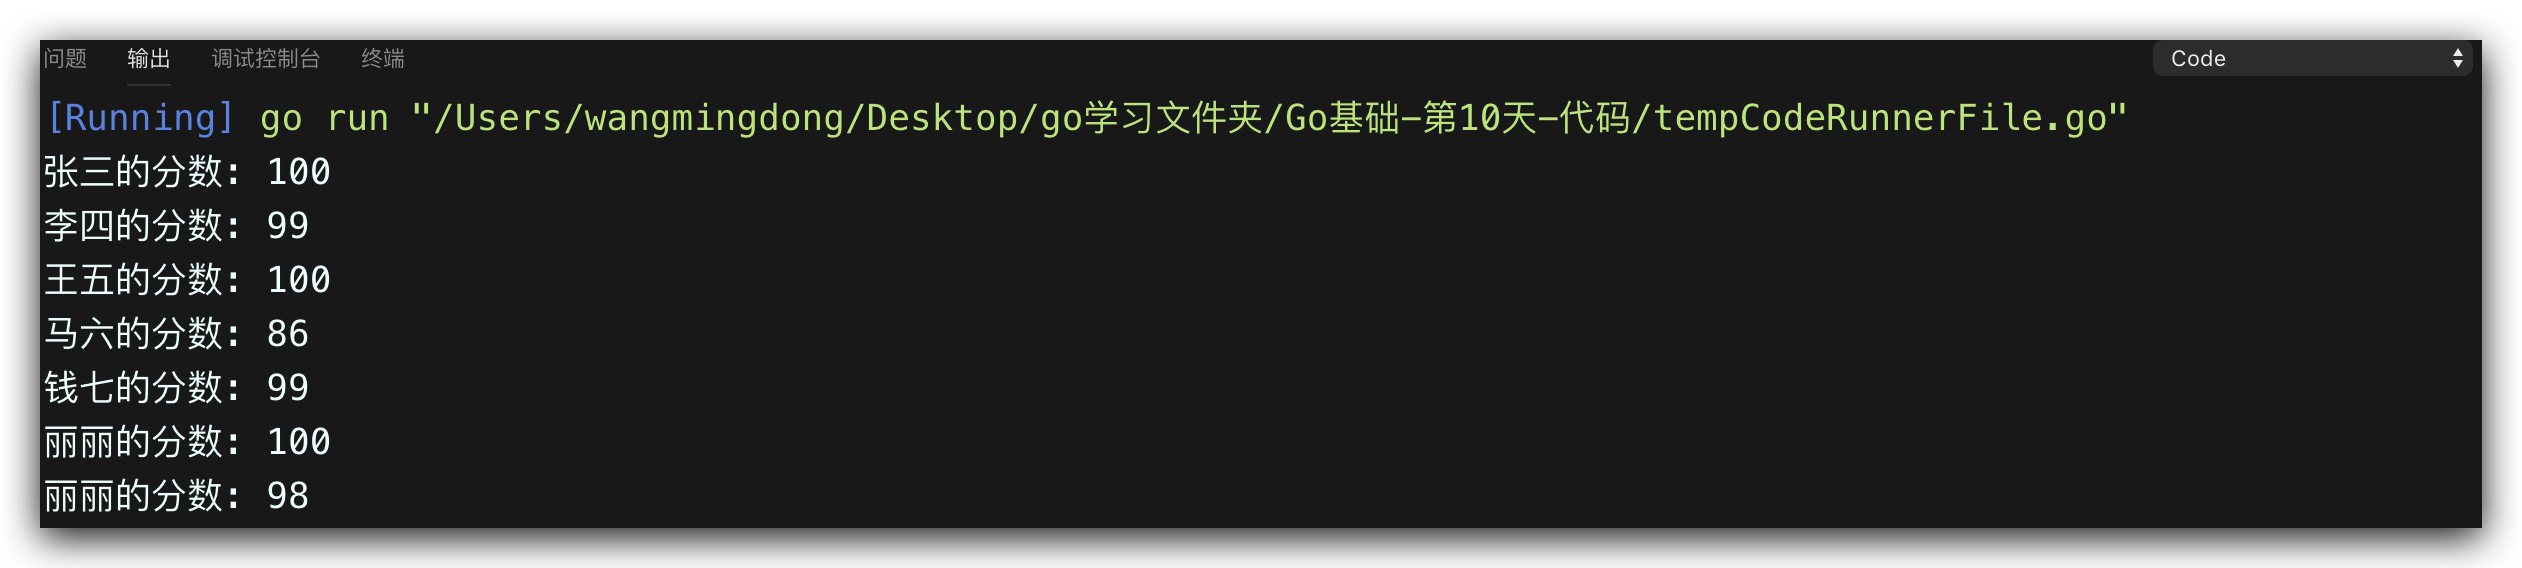 问题 输出 调试控制台 终端 Code
[Running] go run "/Users/wangmingdong/Desktop/go学习文件夹/Go基础-第10天-代码/tempCodeRunnerFile.go"
张三的分数: 100
李四的分数: 99
王五的分数: 100
马六的分数: 86
钱七的分数: 99
丽丽的分数: 100
丽丽的分数: 98